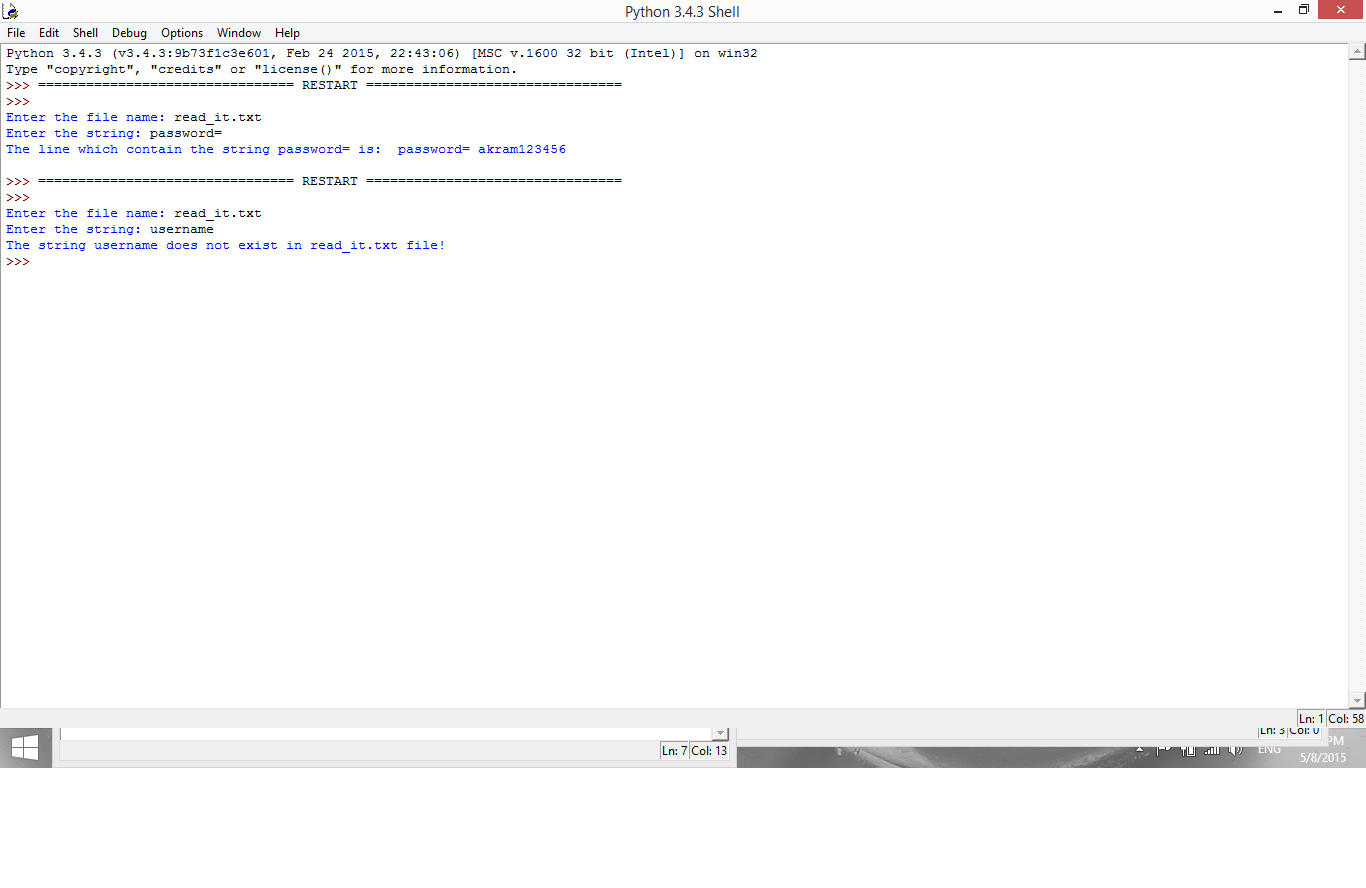 Python 3.4.3 Shell
File Edit Shell Debug Options Window Help
Python 3.4.3 (v3.4.3:9b73f1c3e601, Feb 24 2015, 22:43:06) [MSC v.1600 32 bit (Intel)] on win32
Type "copyright", "credits" or "license()" for more information.
>>> ================================ RESTART ================================
>>>
Enter the file name: read_it.txt
Enter the string: password=
The line which contain the string password= is:  password= akram123456
>>> ================================ RESTART ================================
>>>
Enter the file name: read_it.txt
Enter the string: username
The string username does not exist in read_it.txt file!
>>>
Ln: 1 Col: 58
Ln: 3 Col: 0
Ln: 7 Col: 13
ENG
PM
5/8/2015